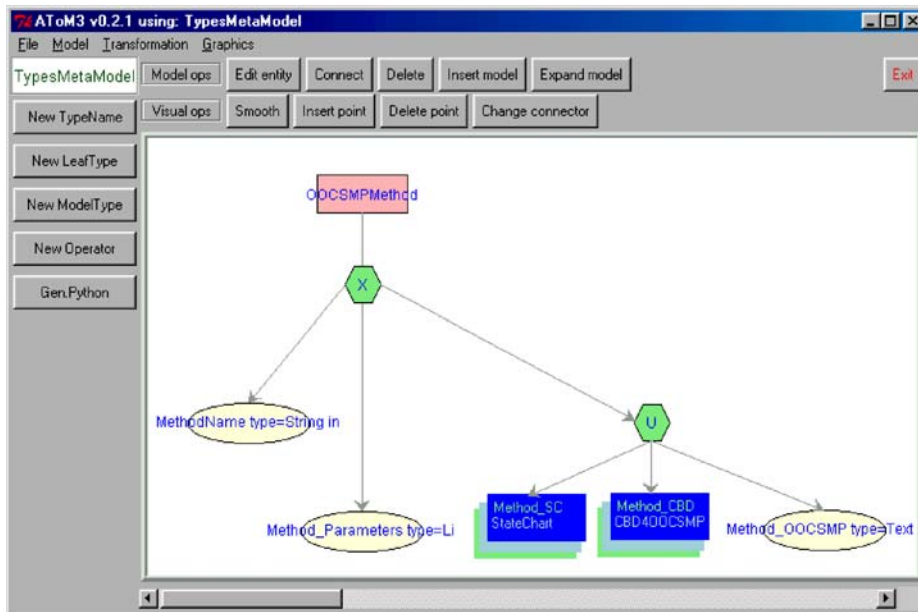 AToM3 v0.2.1 using: TypesMetaModel
File Model Transformation Graphics
TypesMetaModel
Model ops Edit entity Connect Delete Insert model Expand model Exit
Visual ops Smooth Insert point Delete point Change connector
New TypeName
New LeafType
New ModelType
New Operator
Gen.Python
OOCSMPMethod
X
MethodName type=String in
U
Method_SC
StateChart
Method_CBD
CBD4OOCSMP
Method_Parameters type=Li
Method_OOCSMP type=Text